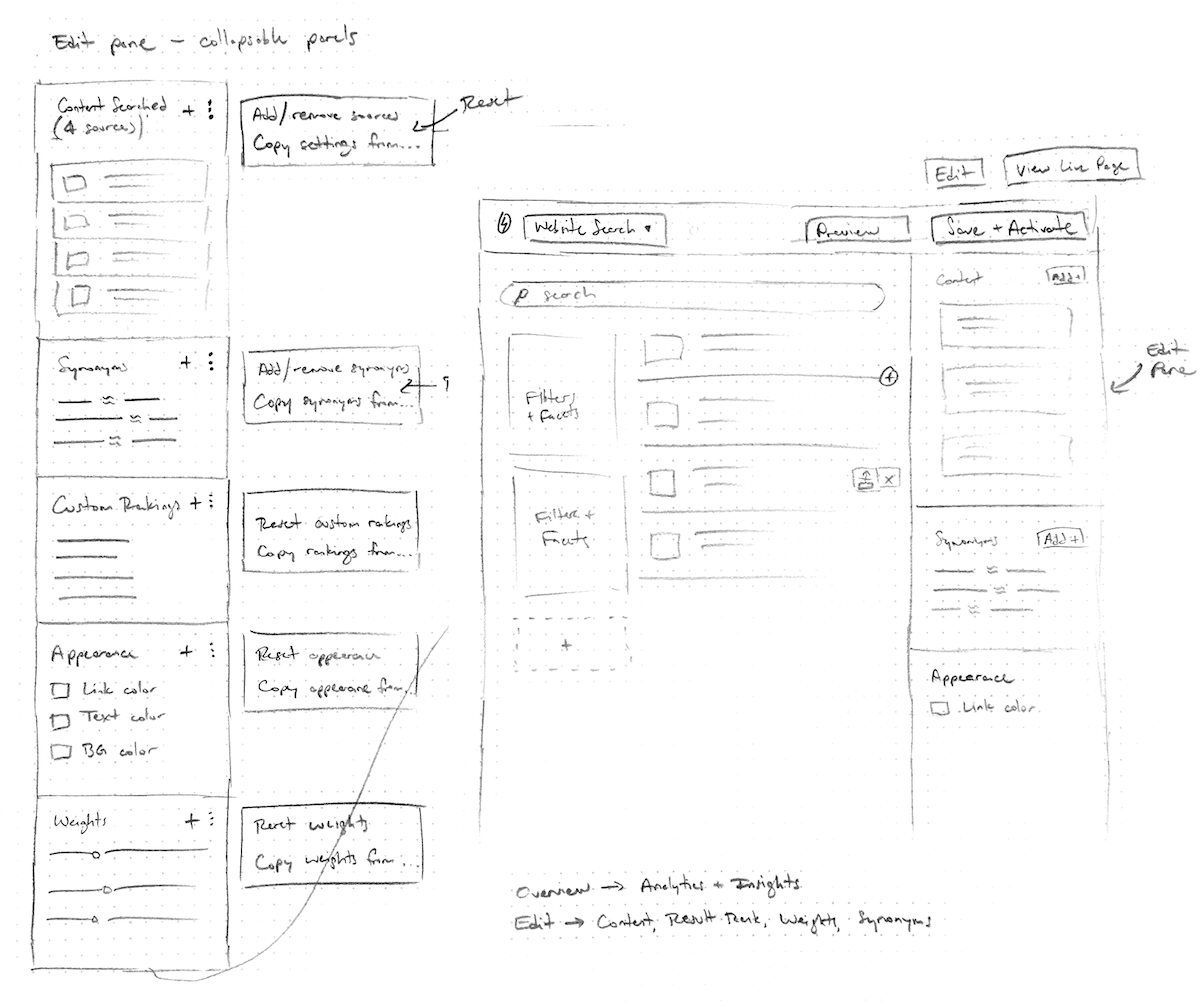 Edit pane – collapsable panels
Content Searched + ⋮
(4 sources)
Add/remove sources
Copy settings from...
Reset
Synonyms + ⋮
≈
≈
≈
Add/remove synonyms
Copy synonyms from...
Custom Rankings + ⋮
Reset custom rakings
Copy rankings from...
Appearance + ⋮
Link color
Text color
BG color
Reset appearance
Copy appearance from..
Weights + ⋮
Reset weights
Copy weights from...
Edit
View Live Page
Website Search
Preview
Save + Activate
search
Filters
+ Facets
Filters +
Facets
+
+
x
Content
Add+
Synonyms
Add+
≈
≈
≈
Appearance
Link color
Edit
Pane
Overview → Analytics + Insights
Edit → Content, Result Rank, Weights, Synonyms